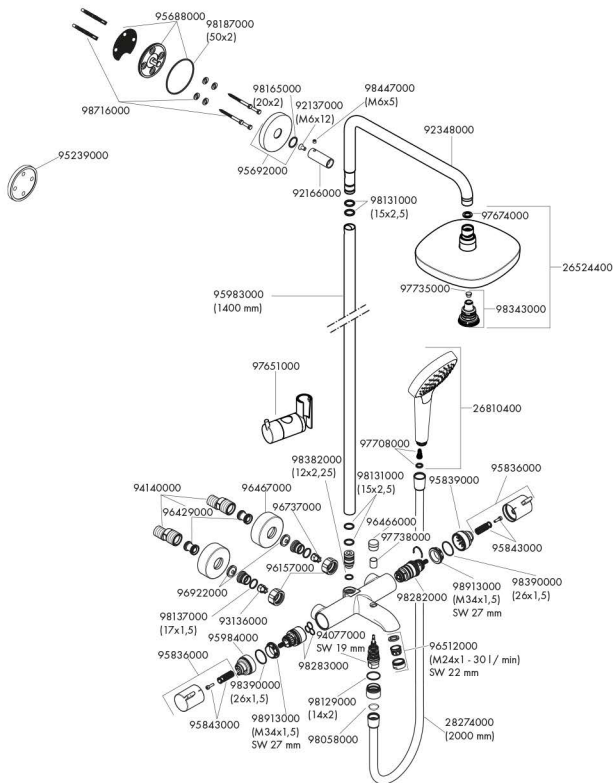 95688000
98187000
(50x2)
98716000
98165000
(20x2)
92137000
(M6x12)
98447000
(M6x5)
92348000
95239000
95692000
92166000
98131000
(15x2,5)
97674000
26524400
97735000
98343000
95983000
(1400 mm)
97651000
26810400
97708000
98382000
(12x2,25)
98131000
(15x2,5)
95836000
95839000
94140000
96467000
96429000
96737000
96466000
97738000
95843000
96157000
96922000
98137000
(17x1,5)
93136000
98282000
98913000
(M34x1,5)
SW 27 mm
98390000
(26x1,5)
95984000
95836000
94077000
SW 19 mm
98283000
96512000
(M24x1 - 30 l / min)
SW 22 mm
98390000
(26x1,5)
95843000
98913000
(M34x1,5)
SW 27 mm
98129000
(14x2)
98058000
28274000
(2000 mm)